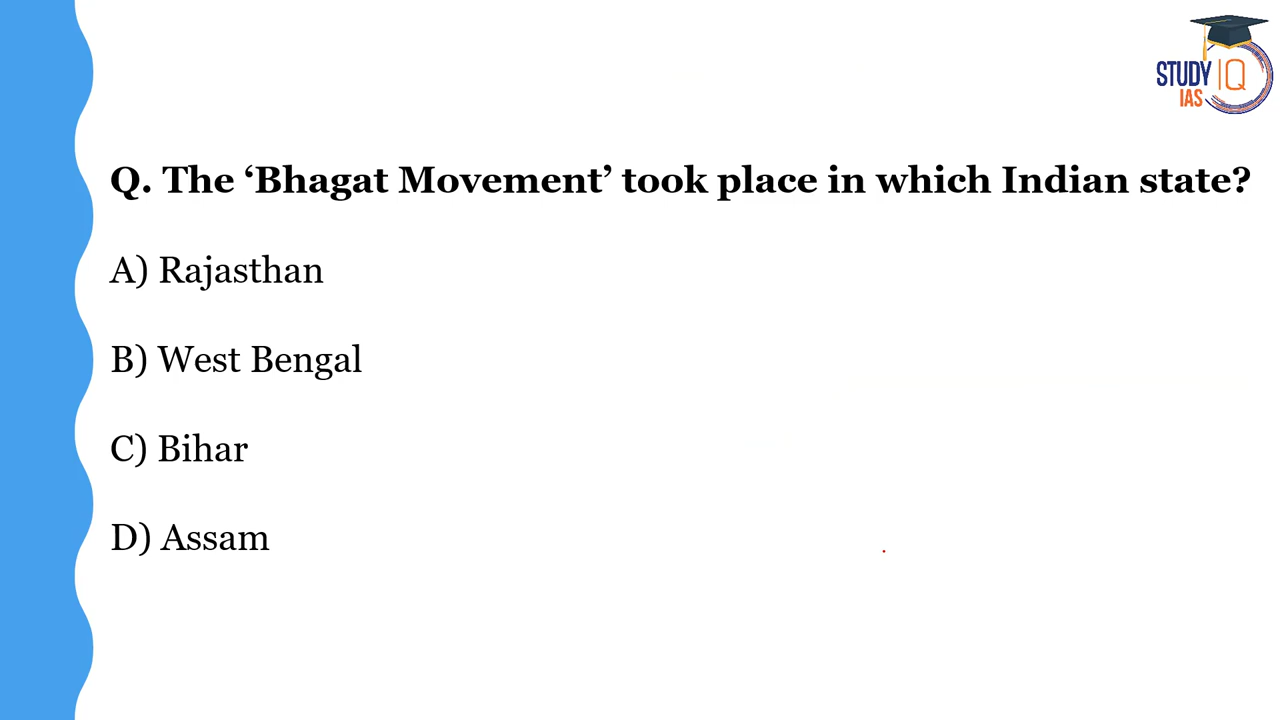 STUDY IQ
IAS
Q. The ‘Bhagat Movement’ took place in which Indian state?
A) Rajasthan
B) West Bengal
C) Bihar
D) Assam